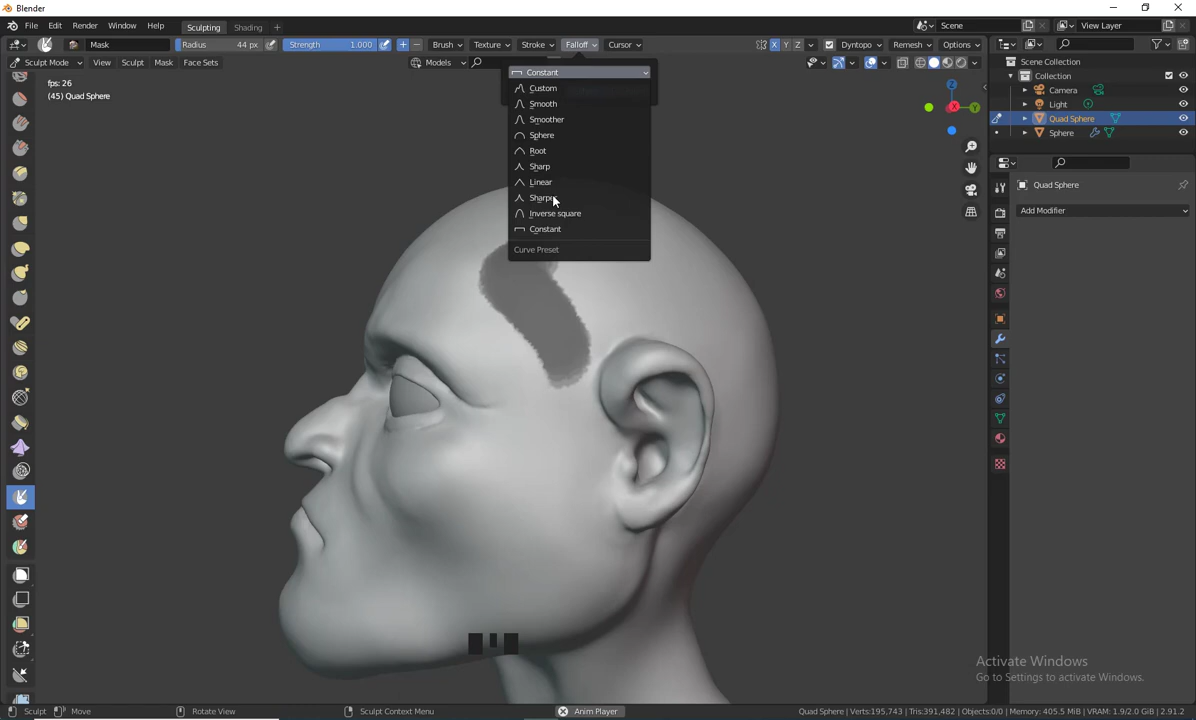 Blender
File Edit Render Window Help Sculpting Shading + Scene View Layer
Mask Radius 44 px Strength 1.000 Brush Texture Stroke Falloff Cursor X Y Z Dyntopo Remesh Options
Sculpt Mode View Sculpt Mask Face Sets Models
fps: 26
(45) Quad Sphere
Constant
Custom
Smooth
Smoother
Sphere
Root
Sharp
Linear
Sharper
Inverse square
Constant
Curve Preset
Z
X
Y
Scene Collection
Collection
Camera
Light
Quad Sphere
Sphere
Quad Sphere
Add Modifier
Activate Windows
Go to Settings to activate Windows.
Sculpt Move Rotate View Sculpt Context Menu Anim Player Quad Sphere | Verts:195,743 | Tris:391,482 | Objects:0/0 | Memory: 405.5 MiB | VRAM: 1.9/2.0 GiB | 2.91.2